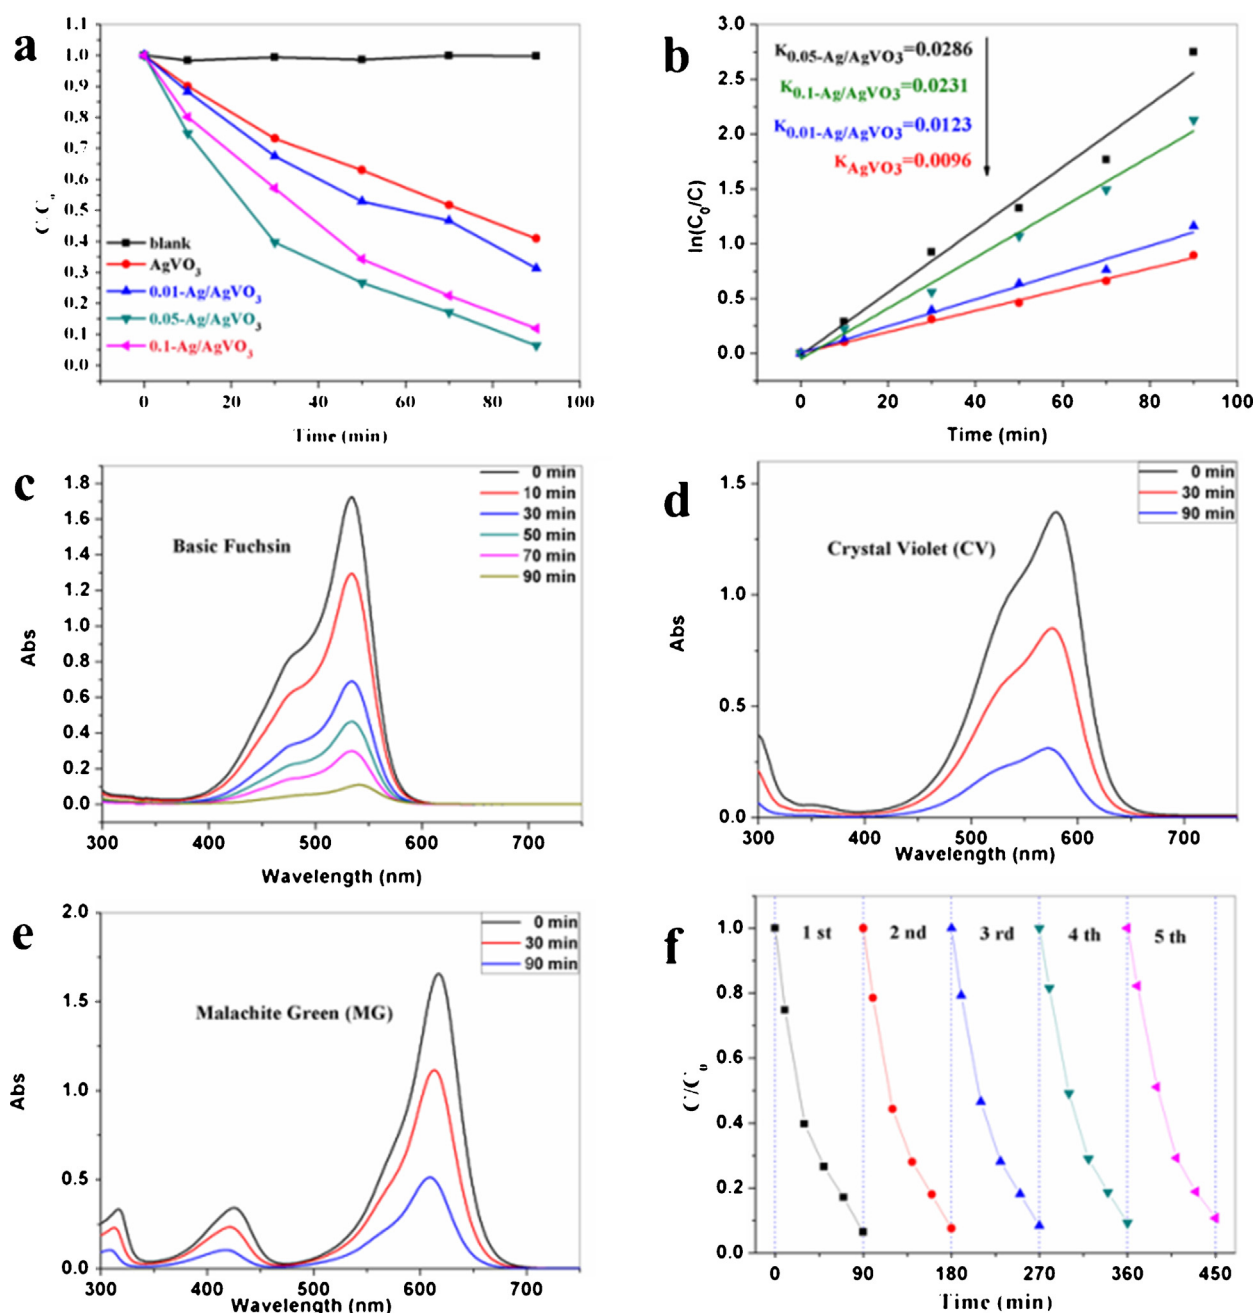 a
1.1
1.0
0.9
0.8
0.7
0.6
0.5
0.4
0.3
0.2
0.1
0.0
blank
AgVO3
0.01-Ag/AgVO3
0.05-Ag/AgVO3
0.1-Ag/AgVO3
0 20 40 60 80 100
Time (min)
b
3.0
2.5
2.0
1.5
1.0
0.5
0.0
ln(C0/C)
K0.05-Ag/AgVO3=0.0286
K0.1-Ag/AgVO3=0.0231
K0.01-Ag/AgVO3=0.0123
KAgVO3=0.0096
0 20 40 60 80 100
Time (min)
c
1.8
1.6
1.4
1.2
1.0
0.8
0.6
0.4
0.2
0.0
Abs
Basic Fuchsin
0 min
10 min
30 min
50 min
70 min
90 min
300 400 500 600 700
Wavelength (nm)
d
1.5
1.0
0.5
0.0
Abs
Crystal Violet (CV)
0 min
30 min
90 min
300 400 500 600 700
Wavelength (nm)
e
2.0
1.5
1.0
0.5
0.0
Abs
Malachite Green (MG)
0 min
30 min
90 min
300 400 500 600 700
Wavelength (nm)
f
1.0
0.8
0.6
0.4
0.2
0.0
C/C0
1 st 2 nd 3 rd 4 th 5 th
0 90 180 270 360 450
Time (min)